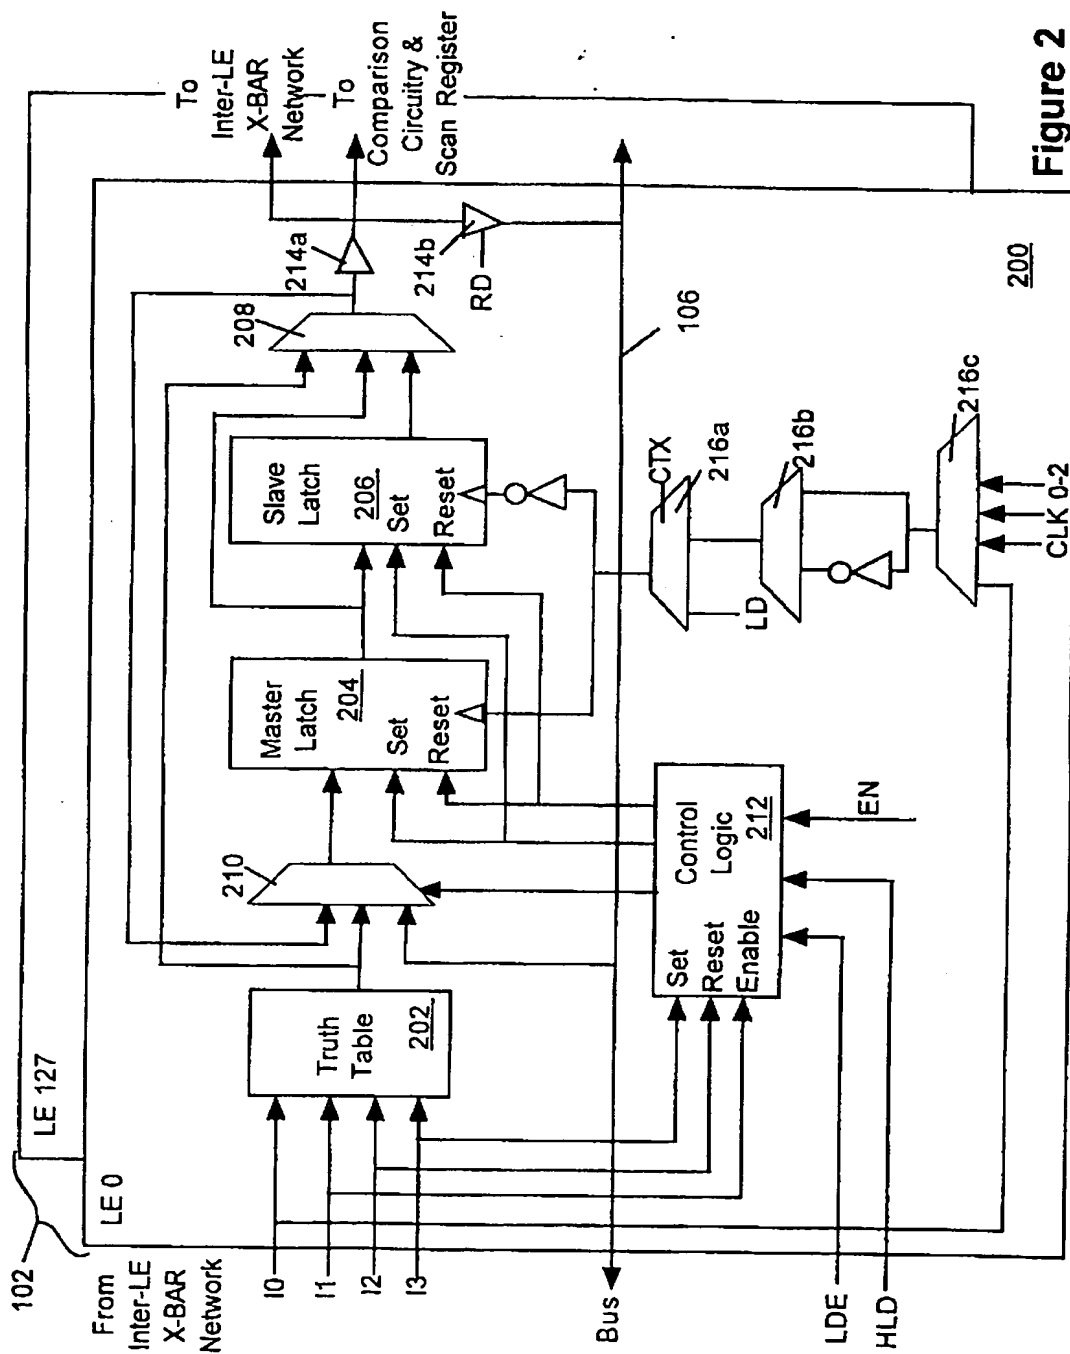 102
LE 127
LE 0
From
Inter-LE
X-BAR
Network
I0
I1
I2
I3
Truth
Table
202
210
Master
Latch
204
Set
Reset
Slave
Latch
206
Set
Reset
208
214a
To
Inter-LE
X-BAR
Network
To
Comparison
Circuitry &
Scan Register
214b
RD
Bus
106
Set
Reset
Enable
Control
Logic
212
EN
LDE
HLD
CTX
216a
LD
216b
216c
CLK 0-2
200
Figure 2